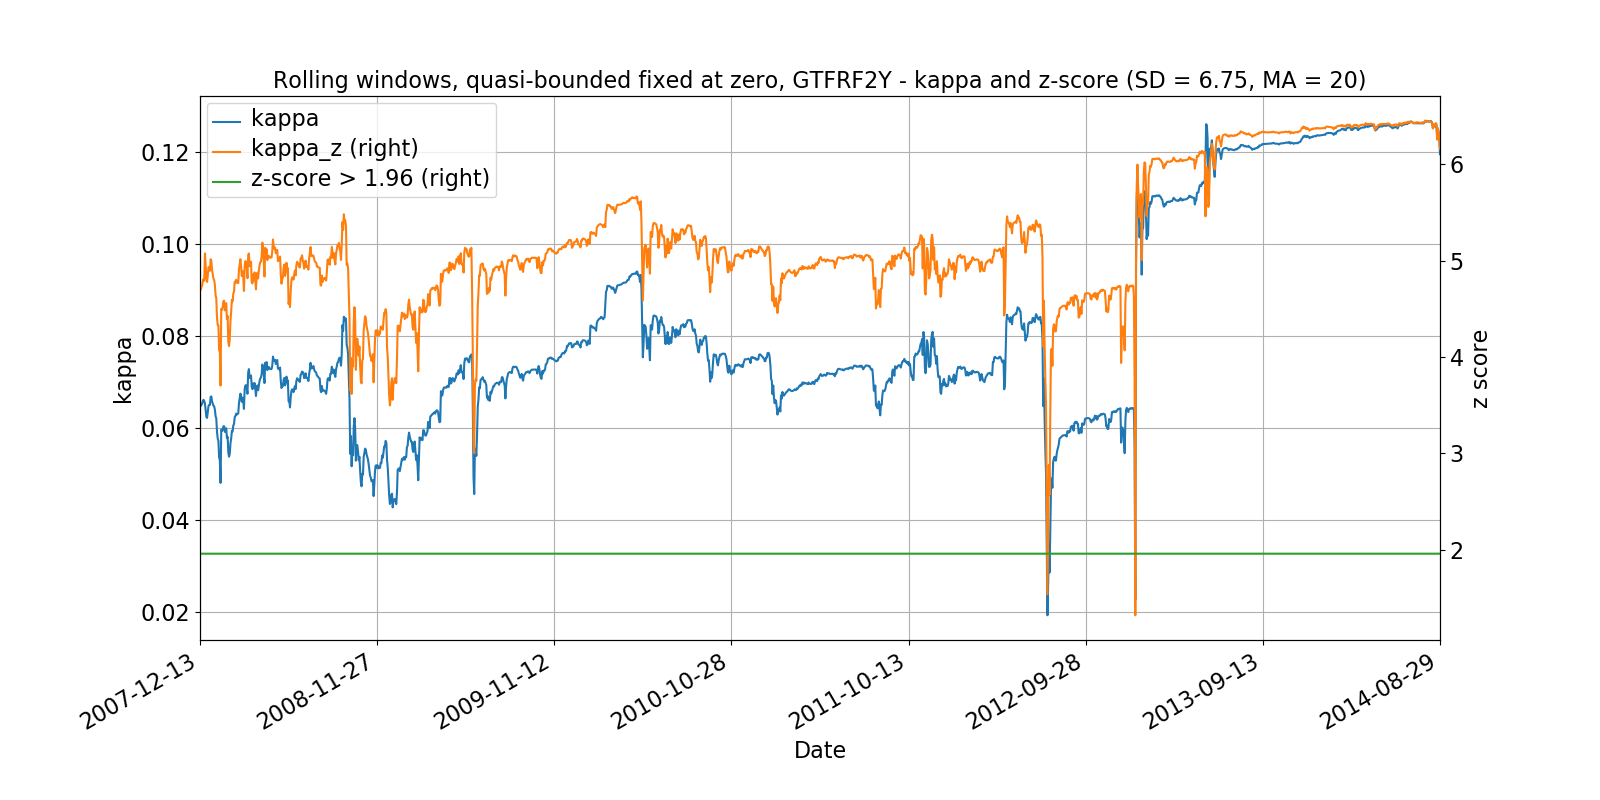 Rolling windows, quasi-bounded fixed at zero, GTFRF2Y - kappa and z-score (SD = 6.75, MA = 20)
kappa
kappa_z (right)
z-score > 1.96 (right)
0.12
0.10
0.08
0.06
0.04
0.02
kappa
6
5
4
3
2
z score
2007-12-13
2008-11-27
2009-11-12
2010-10-28
2011-10-13
2012-09-28
2013-09-13
2014-08-29
Date